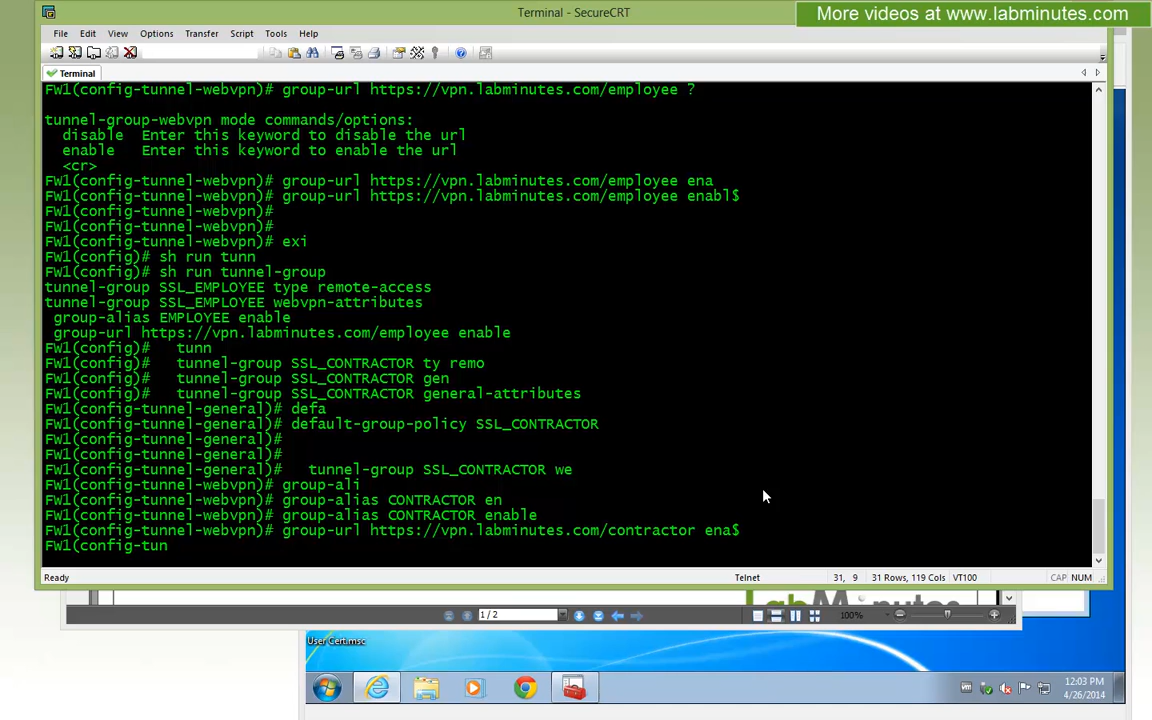 Terminal - SecureCRT
More videos at www.labminutes.com
File Edit View Options Transfer Script Tools Help
Terminal
FW1(config-tunnel-webvpn)# group-url https://vpn.labminutes.com/employee ?
tunnel-group-webvpn mode commands/options:
disable Enter this keyword to disable the url
enable Enter this keyword to enable the url
<cr>
FW1(config-tunnel-webvpn)# group-url https://vpn.labminutes.com/employee ena
FW1(config-tunnel-webvpn)# group-url https://vpn.labminutes.com/employee enabl$
FW1(config-tunnel-webvpn)#
FW1(config-tunnel-webvpn)#
FW1(config-tunnel-webvpn)# exi
FW1(config)# sh run tunn
FW1(config)# sh run tunnel-group
tunnel-group SSL_EMPLOYEE type remote-access
tunnel-group SSL_EMPLOYEE webvpn-attributes
group-alias EMPLOYEE enable
group-url https://vpn.labminutes.com/employee enable
FW1(config)# tunn
FW1(config)# tunnel-group SSL_CONTRACTOR ty remo
FW1(config)# tunnel-group SSL_CONTRACTOR gen
FW1(config)# tunnel-group SSL_CONTRACTOR general-attributes
FW1(config-tunnel-general)# defa
FW1(config-tunnel-general)# default-group-policy SSL_CONTRACTOR
FW1(config-tunnel-general)#
FW1(config-tunnel-general)#
FW1(config-tunnel-general)# tunnel-group SSL_CONTRACTOR we
FW1(config-tunnel-webvpn)# group-ali
FW1(config-tunnel-webvpn)# group-alias CONTRACTOR en
FW1(config-tunnel-webvpn)# group-alias CONTRACTOR enable
FW1(config-tunnel-webvpn)# group-url https://vpn.labminutes.com/contractor ena$
FW1(config-tun
Ready Telnet 31, 9 31 Rows, 119 Cols VT100 CAP NUM
1 / 2 100%
User Cert.msc
12:03 PM
4/26/2014